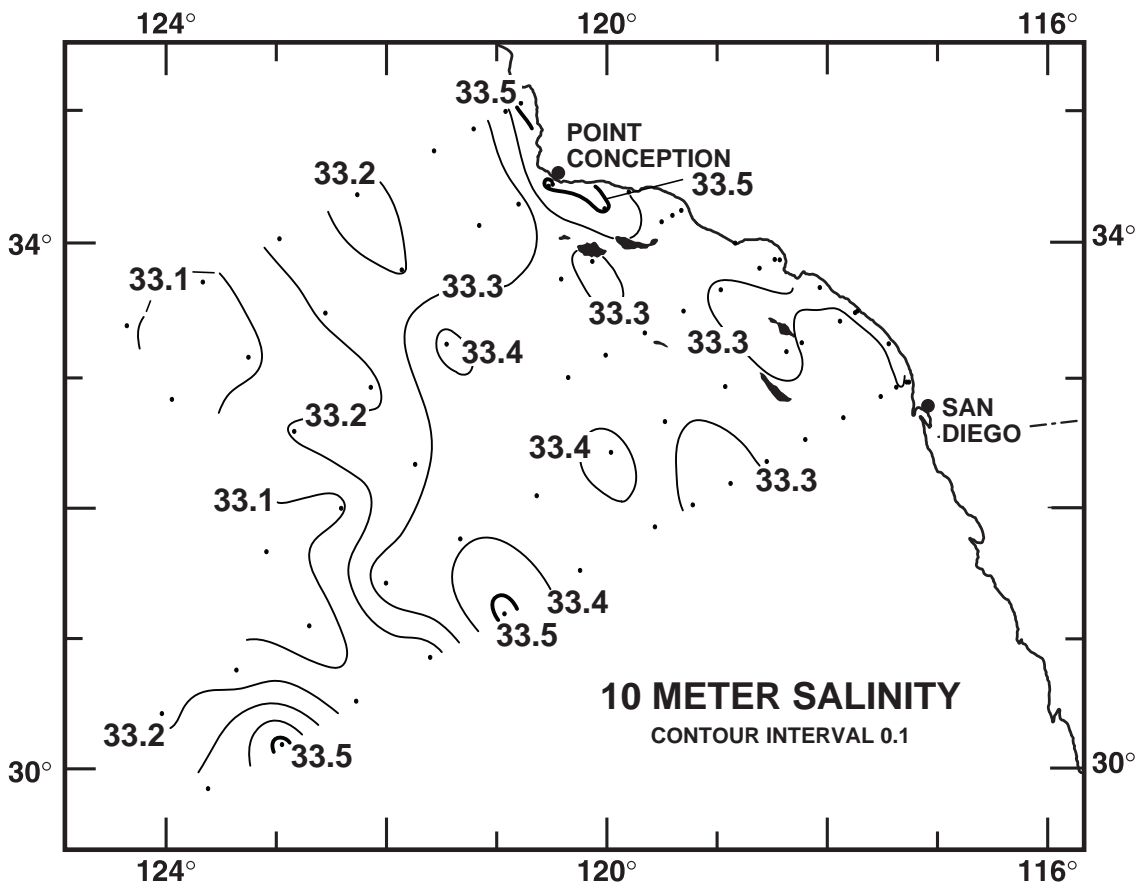 124° 120° 116°
33.5
POINT
CONCEPTION
33.2
33.5
34° 34°
33.1
33.3
33.3
33.3
33.4
33.2
SAN
DIEGO
33.4
33.3
33.1
33.4
33.5
10 METER SALINITY
33.2
CONTOUR INTERVAL 0.1
33.5
30° 30°
124° 120° 116°